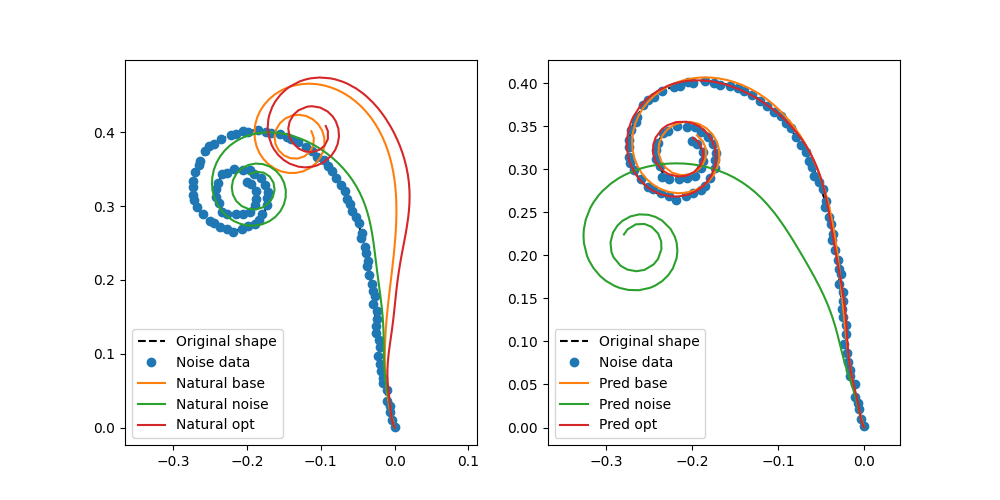 0.4
0.3
0.2
0.1
0.0
−0.3
−0.2
−0.1
0.0
0.1
Original shape
Noise data
Natural base
Natural noise
Natural opt
0.40
0.35
0.30
0.25
0.20
0.15
0.10
0.05
0.00
−0.3
−0.2
−0.1
0.0
Original shape
Noise data
Pred base
Pred noise
Pred opt